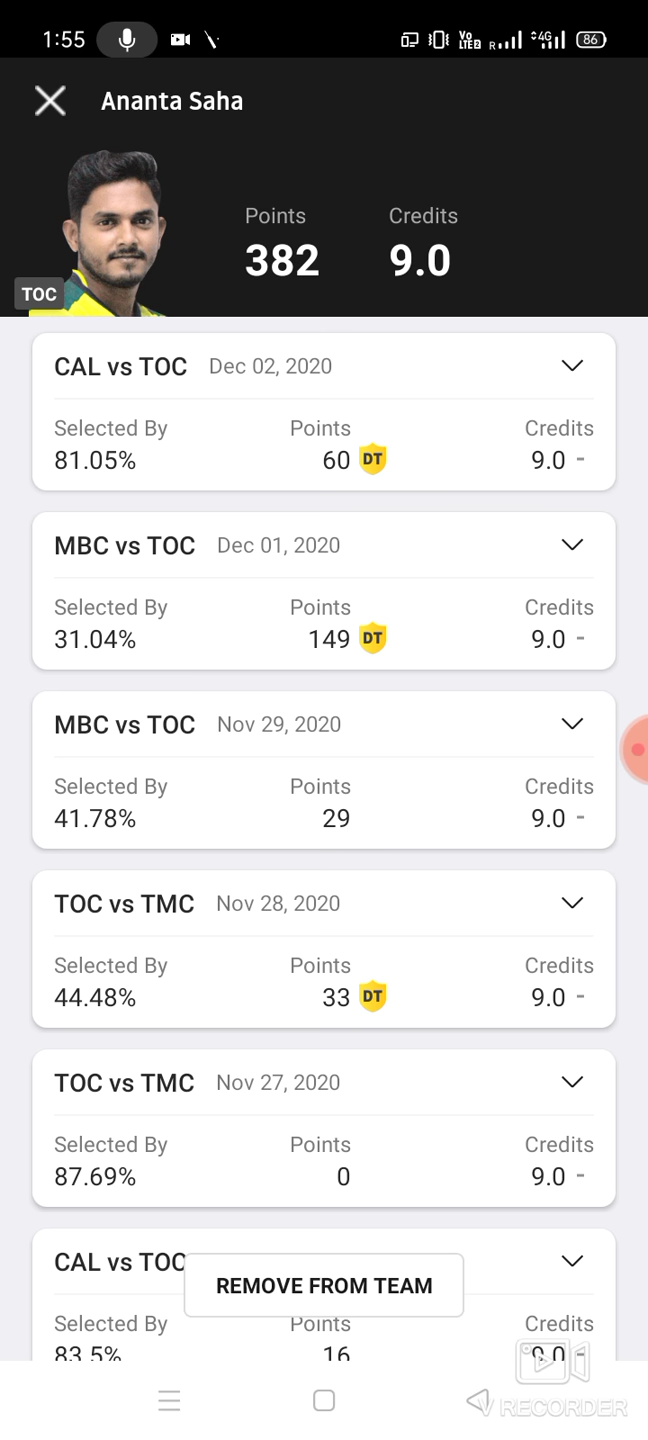 1:55 Vo LTE2 R 4G 86
Ananta Saha
Points Credits
382 9.0
TOC
CAL vs TOC Dec 02, 2020
Selected By Points Credits
81.05% 60 DT 9.0 -
MBC vs TOC Dec 01, 2020
Selected By Points Credits
31.04% 149 DT 9.0 -
MBC vs TOC Nov 29, 2020
Selected By Points Credits
41.78% 29 9.0 -
TOC vs TMC Nov 28, 2020
Selected By Points Credits
44.48% 33 DT 9.0 -
TOC vs TMC Nov 27, 2020
Selected By Points Credits
87.69% 0 9.0 -
CAL vs TOC
REMOVE FROM TEAM
Selected By Points Credits
83.5% 16 9.0 -
V RECORDER